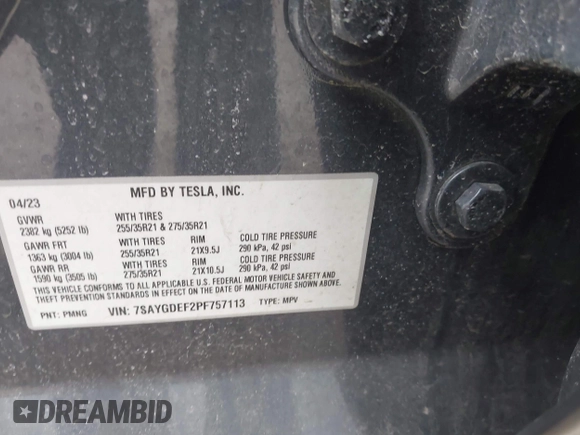 MFD BY TESLA, INC.
04/23
GVWR WITH TIRES
2382 kg (5252 lb) 255/35R21 & 275/35R21
GAWR FRT WITH TIRES RIM COLD TIRE PRESSURE
1363 kg (3004 lb) 255/35R21 21X9.5J 290 kPa, 42 psi
GAWR RR WITH TIRES RIM COLD TIRE PRESSURE
1590 kg (3505 lb) 275/35R21 21X10.5J 290 kPa, 42 psi
THIS VEHICLE CONFORMS TO ALL APPLICABLE U.S. FEDERAL MOTOR VEHICLE SAFETY AND
THEFT PREVENTION STANDARDS IN EFFECT ON THE DATE OF MANUFACTURE SHOWN ABOVE.
PNT: PMNG VIN: 7SAYGDEF2PF757113 TYPE: MPV
DREAMBID